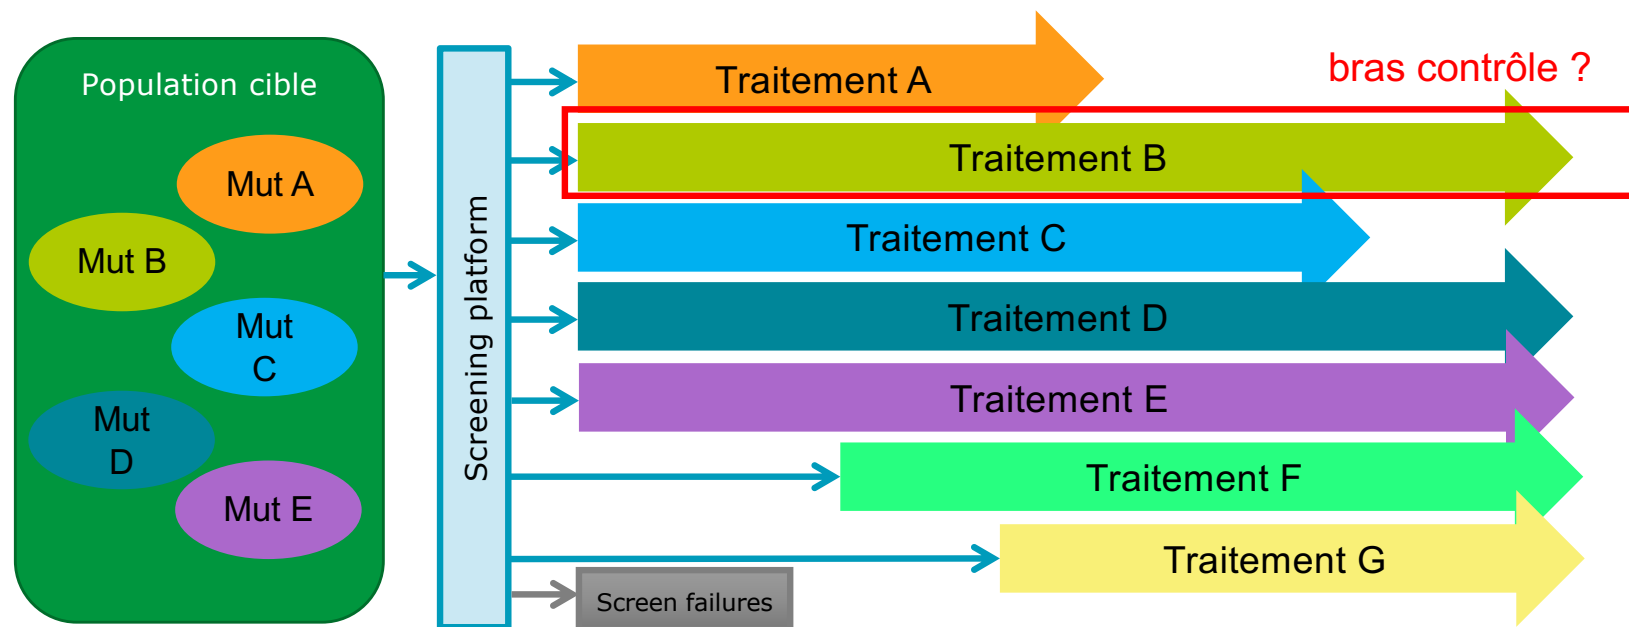 Population cible
Mut A
Mut B
Mut
C
Mut
D
Mut E
Screening platform
Traitement A
bras contrôle ?
Traitement B
Traitement C
Traitement D
Traitement E
Traitement F
Traitement G
Screen failures